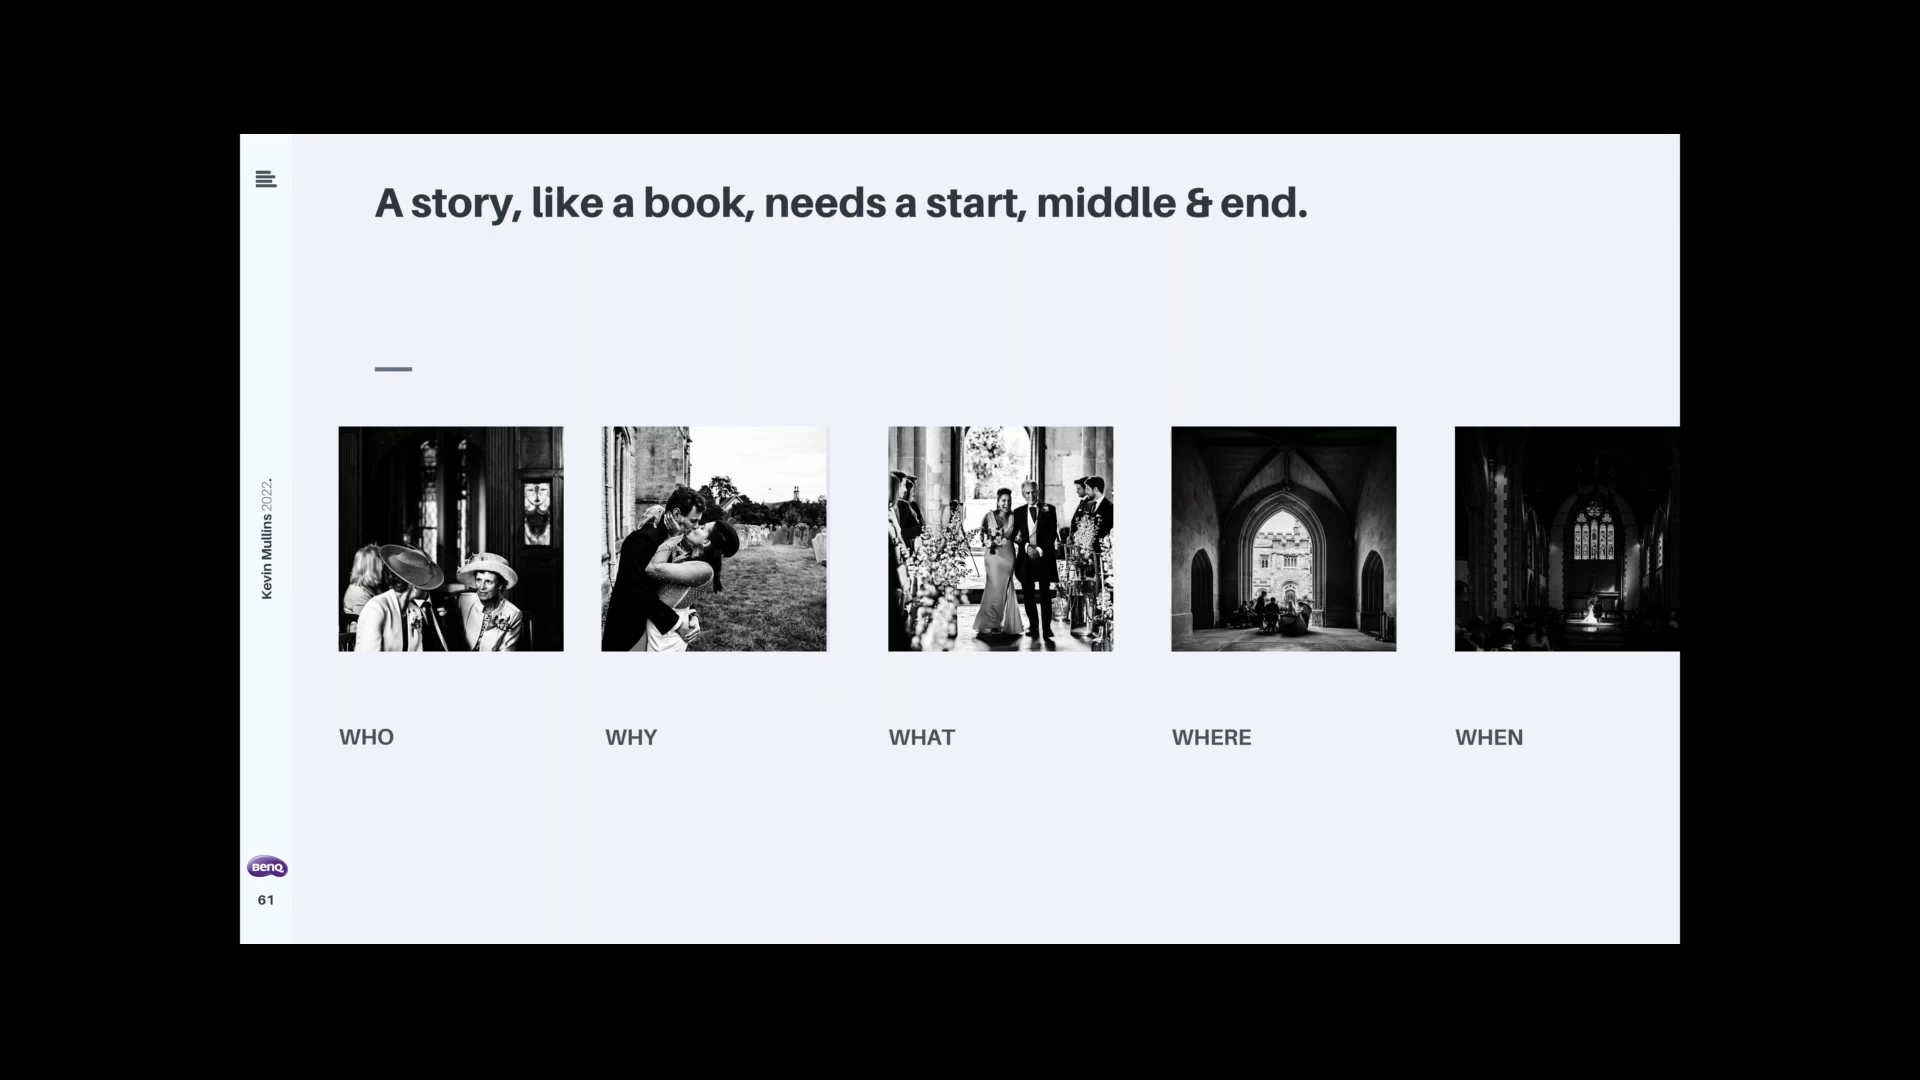 A story, like a book, needs a start, middle & end.
Kevin Mullins 2022.
WHO
WHY
WHAT
WHERE
WHEN
BenQ
61